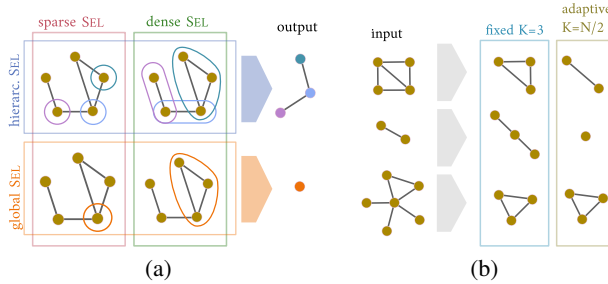 sparse SEL
dense SEL
output
input
fixed K=3
adaptive
K=N/2
hierarc. SEL
global SEL
(a)
(b)